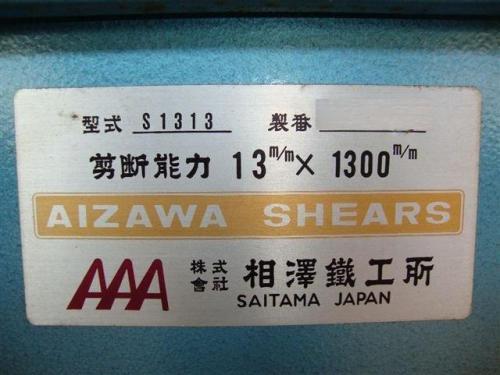 型式 S1313 製番
剪断能力 13m/m × 1300m/m
AIZAWA SHEARS
AAA 株式會社 相澤鐵工所
SAITAMA JAPAN